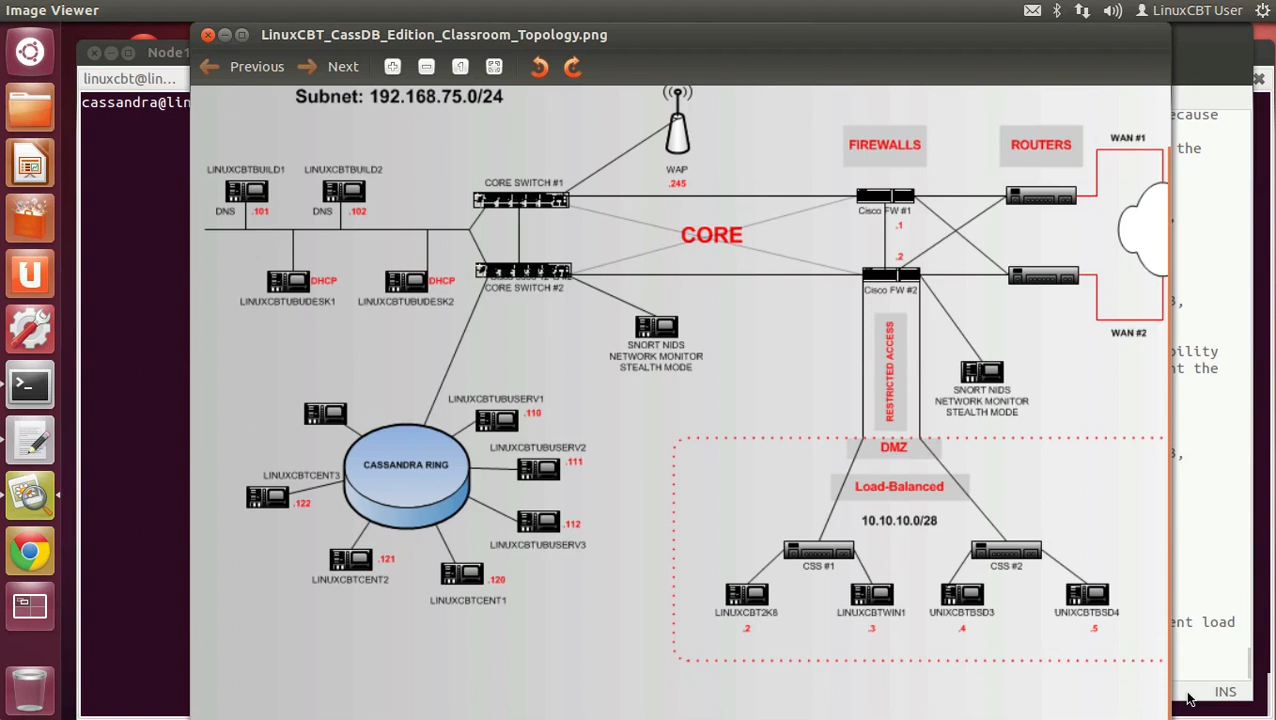 Image Viewer
LinuxCBT User
Node1
LinuxCBT_CassDB_Edition_Classroom_Topology.png
linuxcbt@lin...
Previous
Next
cassandra@lin
Subnet: 192.168.75.0/24
ecause
the
WAP
.245
FIREWALLS
ROUTERS
WAN #1
LINUXCBTBUILD1
LINUXCBTBUILD2
CORE SWITCH #1
DNS
.101
DNS
.102
Cisco FW #1
.1
CORE
.2
DHCP
DHCP
LINUXCBTUBUDESK1
LINUXCBTUBUDESK2
CORE SWITCH #2
Cisco FW #2
WAN #2
3,
SNORT NIDS
NETWORK MONITOR
STEALTH MODE
RESTRICTED ACCESS
SNORT NIDS
NETWORK MONITOR
STEALTH MODE
bility
t the
LINUXCBTUBUSERV1
.110
CASSANDRA RING
LINUXCBTUBUSERV2
.111
LINUXCBTCENT3
.122
.112
LINUXCBTUBUSERV3
.121
LINUXCBTCENT2
.120
LINUXCBTCENT1
DMZ
3,
Load-Balanced
10.10.10.0/28
CSS #1
CSS #2
LINUXCBT2K8
LINUXCBTWIN1
UNIXCBTBSD3
UNIXCBTBSD4
.2
.3
.4
.5
ent load
INS